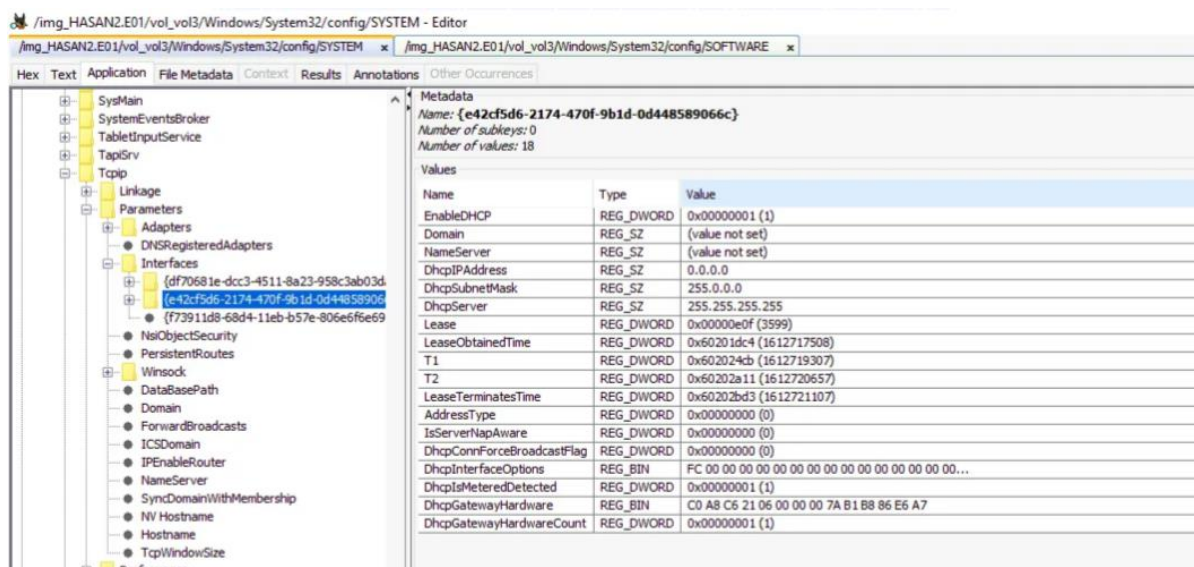 /img_HASAN2.E01/vol_vol3/Windows/System32/config/SYSTEM - Editor
/img_HASAN2.E01/vol_vol3/Windows/System32/config/SYSTEM x /img_HASAN2.E01/vol_vol3/Windows/System32/config/SOFTWARE x
Hex Text Application File Metadata Context Results Annotations Other Occurrences
SysMain
SystemEventsBroker
TabletInputService
TapiSrv
Tcpip
Linkage
Parameters
Adapters
DNSRegisteredAdapters
Interfaces
{df70681e-dcc3-4511-8a23-958c3ab03d
{e42cf5d6-2174-470f-9b1d-0d44858906
{f73911d8-68d4-11eb-b57e-806e6f6e69
NsiObjectSecurity
PersistentRoutes
Winsock
DataBasePath
Domain
ForwardBroadcasts
ICSDomain
IPEnableRouter
NameServer
SyncDomainWithMembership
NV Hostname
Hostname
TcpWindowSize
Metadata
Name: {e42cf5d6-2174-470f-9b1d-0d448589066c}
Number of subkeys: 0
Number of values: 18
Values
Name Type Value
EnableDHCP REG_DWORD 0x00000001 (1)
Domain REG_SZ (value not set)
NameServer REG_SZ (value not set)
DhcpIPAddress REG_SZ 0.0.0.0
DhcpSubnetMask REG_SZ 255.0.0.0
DhcpServer REG_SZ 255.255.255.255
Lease REG_DWORD 0x00000e0f (3599)
LeaseObtainedTime REG_DWORD 0x60201dc4 (1612717508)
T1 REG_DWORD 0x602024cb (1612719307)
T2 REG_DWORD 0x60202a11 (1612720657)
LeaseTerminatesTime REG_DWORD 0x60202bd3 (1612721107)
AddressType REG_DWORD 0x00000000 (0)
IsServerNapAware REG_DWORD 0x00000000 (0)
DhcpConnForceBroadcastFlag REG_DWORD 0x00000000 (0)
DhcpInterfaceOptions REG_BIN FC 00 00 00 00 00 00 00 00 00 00 00 00 00 00 00...
DhcpIsMeteredDetected REG_DWORD 0x00000001 (1)
DhcpGatewayHardware REG_BIN C0 A8 C6 21 06 00 00 00 7A B1 B8 86 E6 A7
DhcpGatewayHardwareCount REG_DWORD 0x00000001 (1)